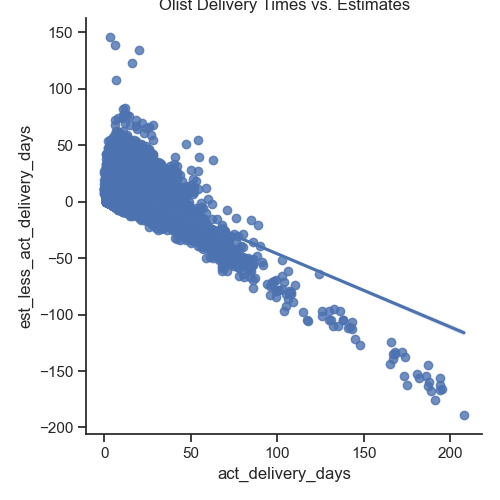 Olist Delivery Times vs. Estimates
150
100
50
0
−50
−100
−150
−200
est_less_act_delivery_days
0 50 100 150 200
act_delivery_days